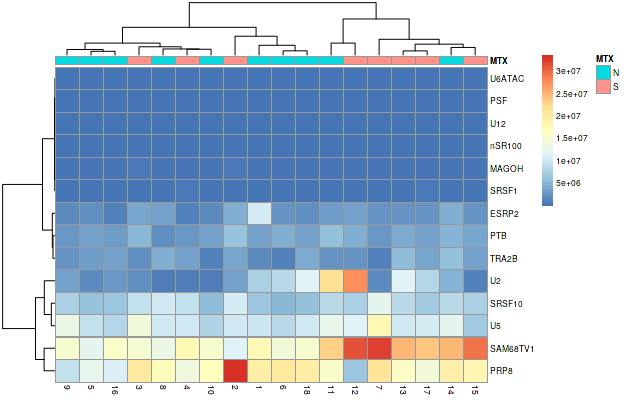 MTX
U6ATAC
PSF
U12
nSR100
MAGOH
SRSF1
ESRP2
PTB
TRA2B
U2
SRSF10
U5
SAM68TV1
PRP8
9 5 16 3 8 4 10 2 1 6 18 11 12 7 13 17 14 15
3e+07
2.5e+07
2e+07
1.5e+07
1e+07
5e+06
MTX
N
S